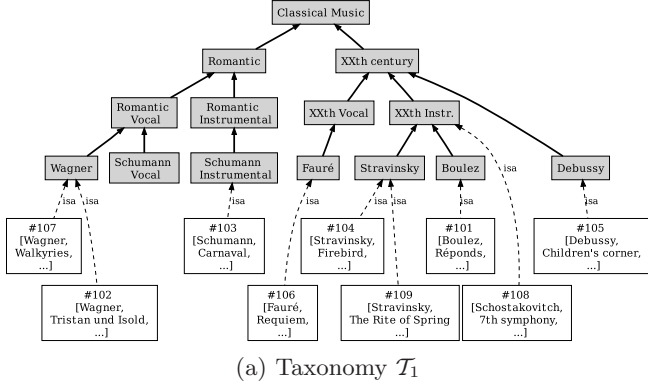 Classical Music
Romantic
XXth century
Romantic
Vocal
Romantic
Instrumental
XXth Vocal
XXth Instr.
Wagner
Schumann
Vocal
Schumann
Instrumental
Fauré
Stravinsky
Boulez
Debussy
isa
isa
isa
isa
isa
isa
isa
isa
isa
#107
[Wagner,
Walkyries,
...]
#103
[Schumann,
Carnaval,
...]
#104
[Stravinsky,
Firebird,
...]
#101
[Boulez,
Réponds,
...]
#105
[Debussy,
Children's corner,
...]
#102
[Wagner,
Tristan und Isold,
...]
#106
[Fauré,
Requiem,
...]
#109
[Stravinsky,
The Rite of Spring
...]
#108
[Schostakovitch,
7th symphony,
...]
(a) Taxonomy T1